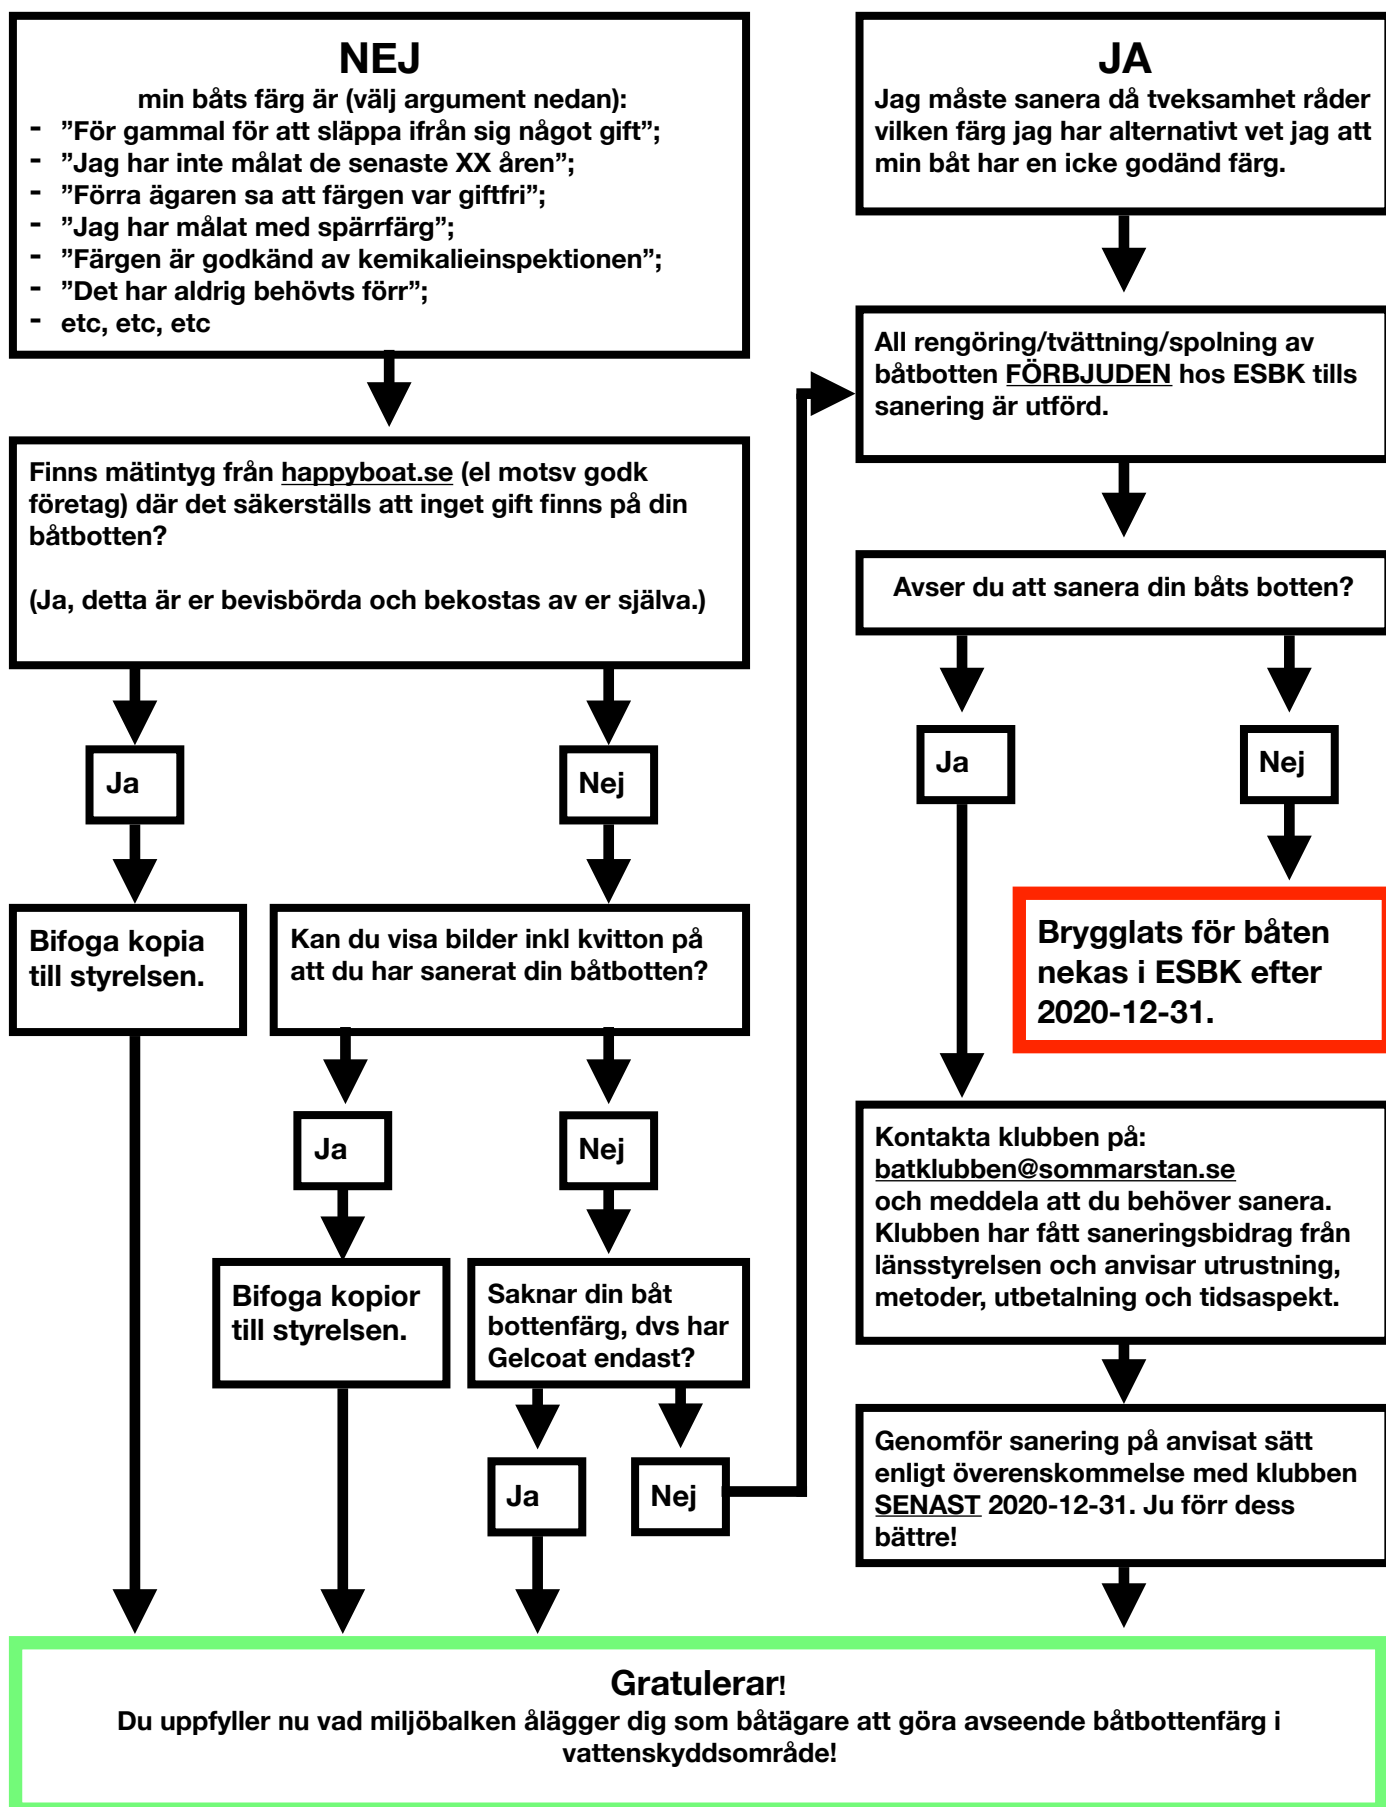 NEJ
min båts färg är (välj argument nedan):
- ”För gammal för att släppa ifrån sig något gift”;
- ”Jag har inte målat de senaste XX åren”;
- ”Förra ägaren sa att färgen var giftfri”;
- ”Jag har målat med spärrfärg”;
- ”Färgen är godkänd av kemikalieinspektionen”;
- ”Det har aldrig behövts förr”;
- etc, etc, etc
Finns mätintyg från happyboat.se (el motsv godk
företag) där det säkerställs att inget gift finns på din
båtbotten?
(Ja, detta är er bevisbörda och bekostas av er själva.)
Ja
Nej
Bifoga kopia
till styrelsen.
Kan du visa bilder inkl kvitton på
att du har sanerat din båtbotten?
Ja
Nej
Bifoga kopior
till styrelsen.
Saknar din båt
bottenfärg, dvs har
Gelcoat endast?
Ja
Nej
JA
Jag måste sanera då tveksamhet råder
vilken färg jag har alternativt vet jag att
min båt har en icke godänd färg.
All rengöring/tvättning/spolning av
båtbotten FÖRBJUDEN hos ESBK tills
sanering är utförd.
Avser du att sanera din båts botten?
Ja
Nej
Brygglats för båten
nekas i ESBK efter
2020-12-31.
Kontakta klubben på:
batklubben@sommarstan.se
och meddela att du behöver sanera.
Klubben har fått saneringsbidrag från
länsstyrelsen och anvisar utrustning,
metoder, utbetalning och tidsaspekt.
Genomför sanering på anvisat sätt
enligt överenskommelse med klubben
SENAST 2020-12-31. Ju förr dess
bättre!
Gratulerar!
Du uppfyller nu vad miljöbalken ålägger dig som båtägare att göra avseende båtbottenfärg i
vattenskyddsområde!